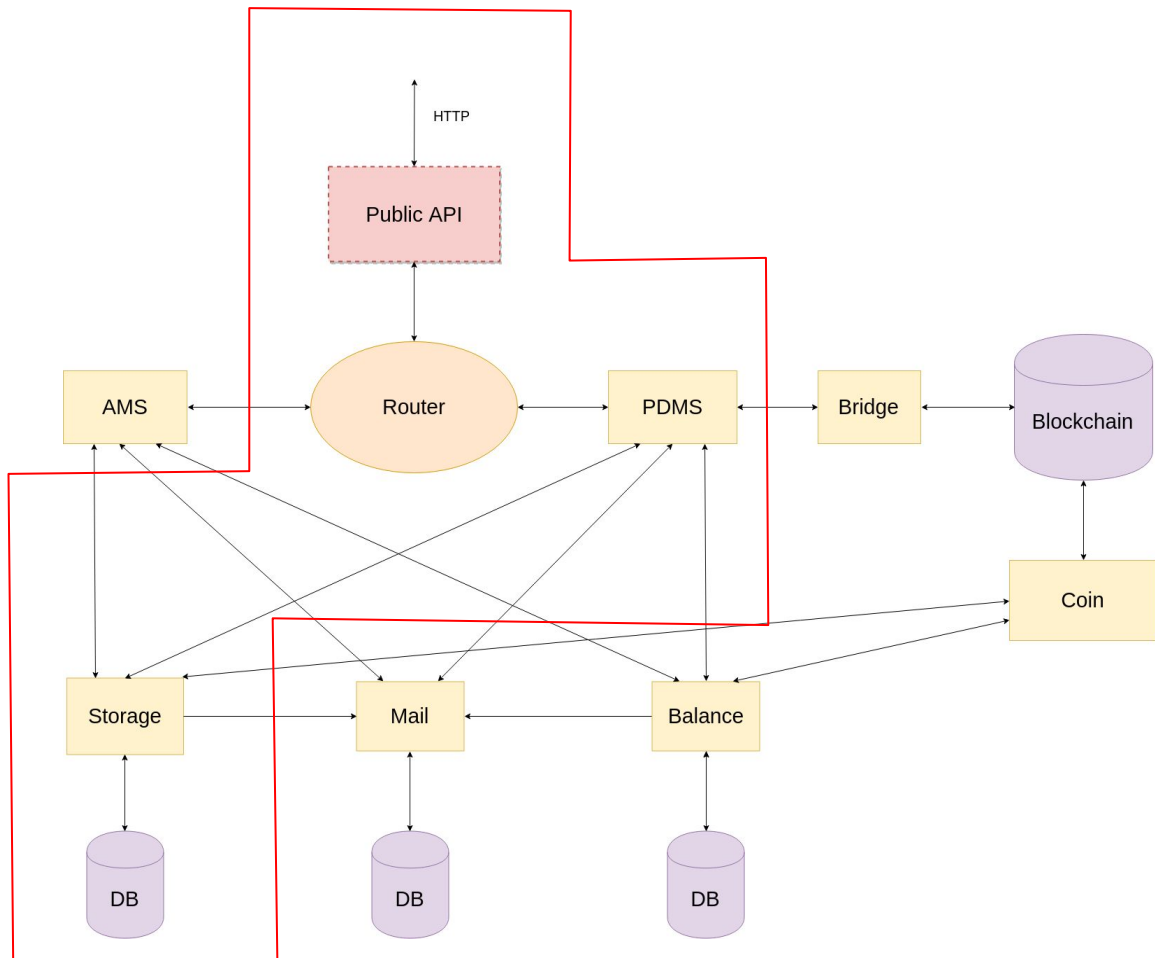 HTTP
Public API
AMS
Router
PDMS
Bridge
Blockchain
Coin
Storage
Mail
Balance
DB
DB
DB